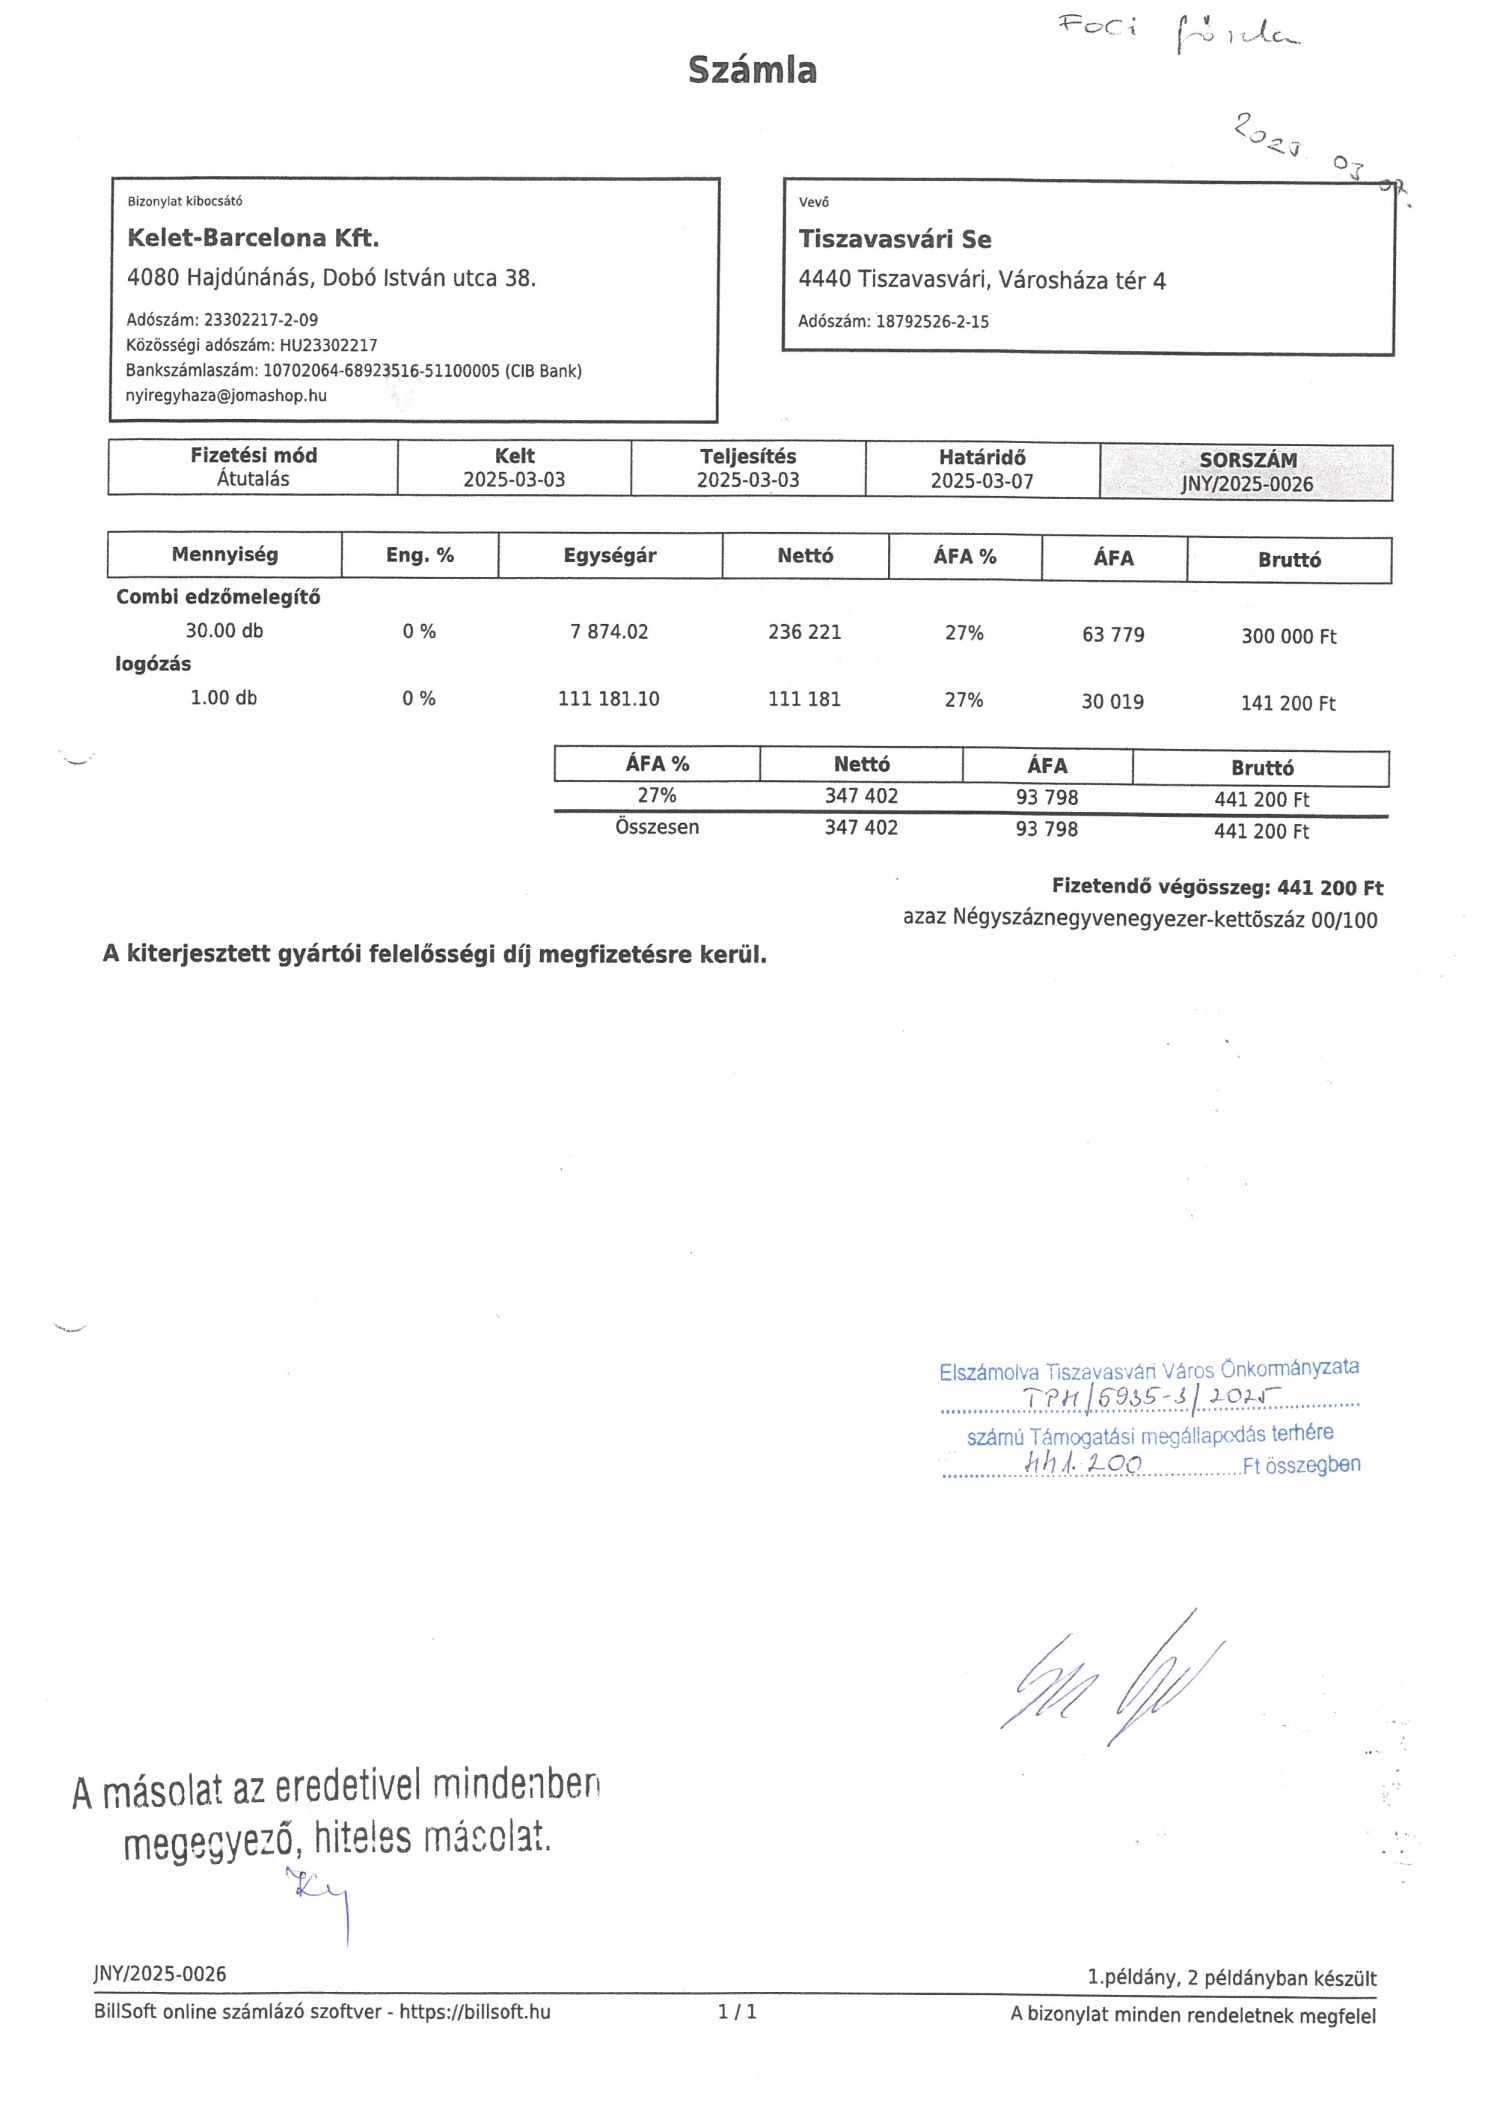 Foci
Számla
2025. 03. 07.
Bizonylat kibocsátó
Kelet-Barcelona Kft.
4080 Hajdúnánás, Dobó István utca 38.
Adószám: 23302217-2-09
Közösségi adószám: HU23302217
Bankszámlaszám: 10702064-68923516-51100005 (CIB Bank)
nyiregyhaza@jomashop.hu
Vevő
Tiszavasvári Se
4440 Tiszavasvári, Városháza tér 4
Adószám: 18792526-2-15
Fizetési mód Kelt Teljesítés Határidő SORSZÁM
Átutalás 2025-03-03 2025-03-03 2025-03-07 JNY/2025-0026
Mennyiség Eng. % Egységár Nettó ÁFA % ÁFA Bruttó
Combi edzőmelegítő
30.00 db 0 % 7 874.02 236 221 27% 63 779 300 000 Ft
logózás
1.00 db 0 % 111 181.10 111 181 27% 30 019 141 200 Ft
ÁFA % Nettó ÁFA Bruttó
27% 347 402 93 798 441 200 Ft
Összesen 347 402 93 798 441 200 Ft
Fizetendő végösszeg: 441 200 Ft
azaz Négyszáznegyvenegyezer-kettõszáz 00/100
A kiterjesztett gyártói felelősségi díj megfizetésre kerül.
Elszámolva Tiszavasvári Város Önkormányzata
TPH/5935-3/2025
számú Támogatási megállapodás terhére
441.200 Ft összegben
A másolat az eredetivel mindenben
megegyező, hiteles másolat.
JNY/2025-0026 1.példány, 2 példányban készült
BillSoft online számlázó szoftver - https://billsoft.hu 1 / 1 A bizonylat minden rendeletnek megfelel